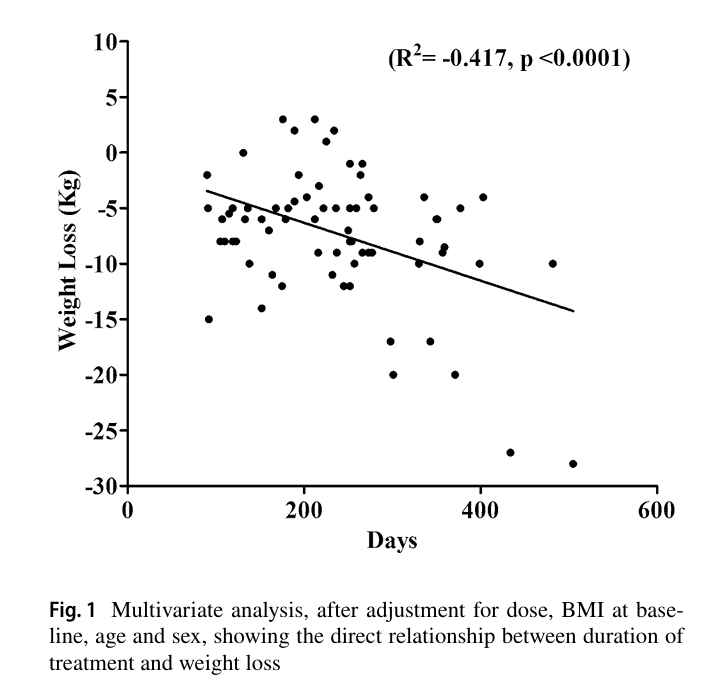 10
(R²= -0.417, p <0.0001)
5
0
-5
-10
-15
-20
-25
-30
Weight Loss (Kg)
0 200 400 600
Days
Fig. 1 Multivariate analysis, after adjustment for dose, BMI at base-
line, age and sex, showing the direct relationship between duration of
treatment and weight loss